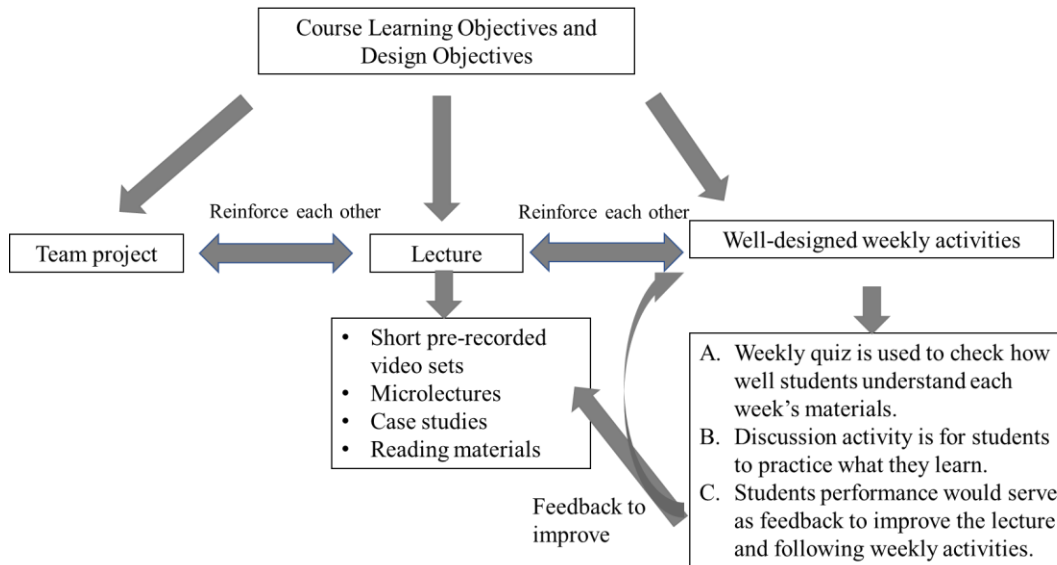 Course Learning Objectives and
Design Objectives
Reinforce each other
Reinforce each other
Team project
Lecture
Well-designed weekly activities
• Short pre-recorded
video sets
• Microlectures
• Case studies
• Reading materials
A. Weekly quiz is used to check how
well students understand each
week’s materials.
B. Discussion activity is for students
to practice what they learn.
C. Students performance would serve
as feedback to improve the lecture
and following weekly activities.
Feedback to
improve